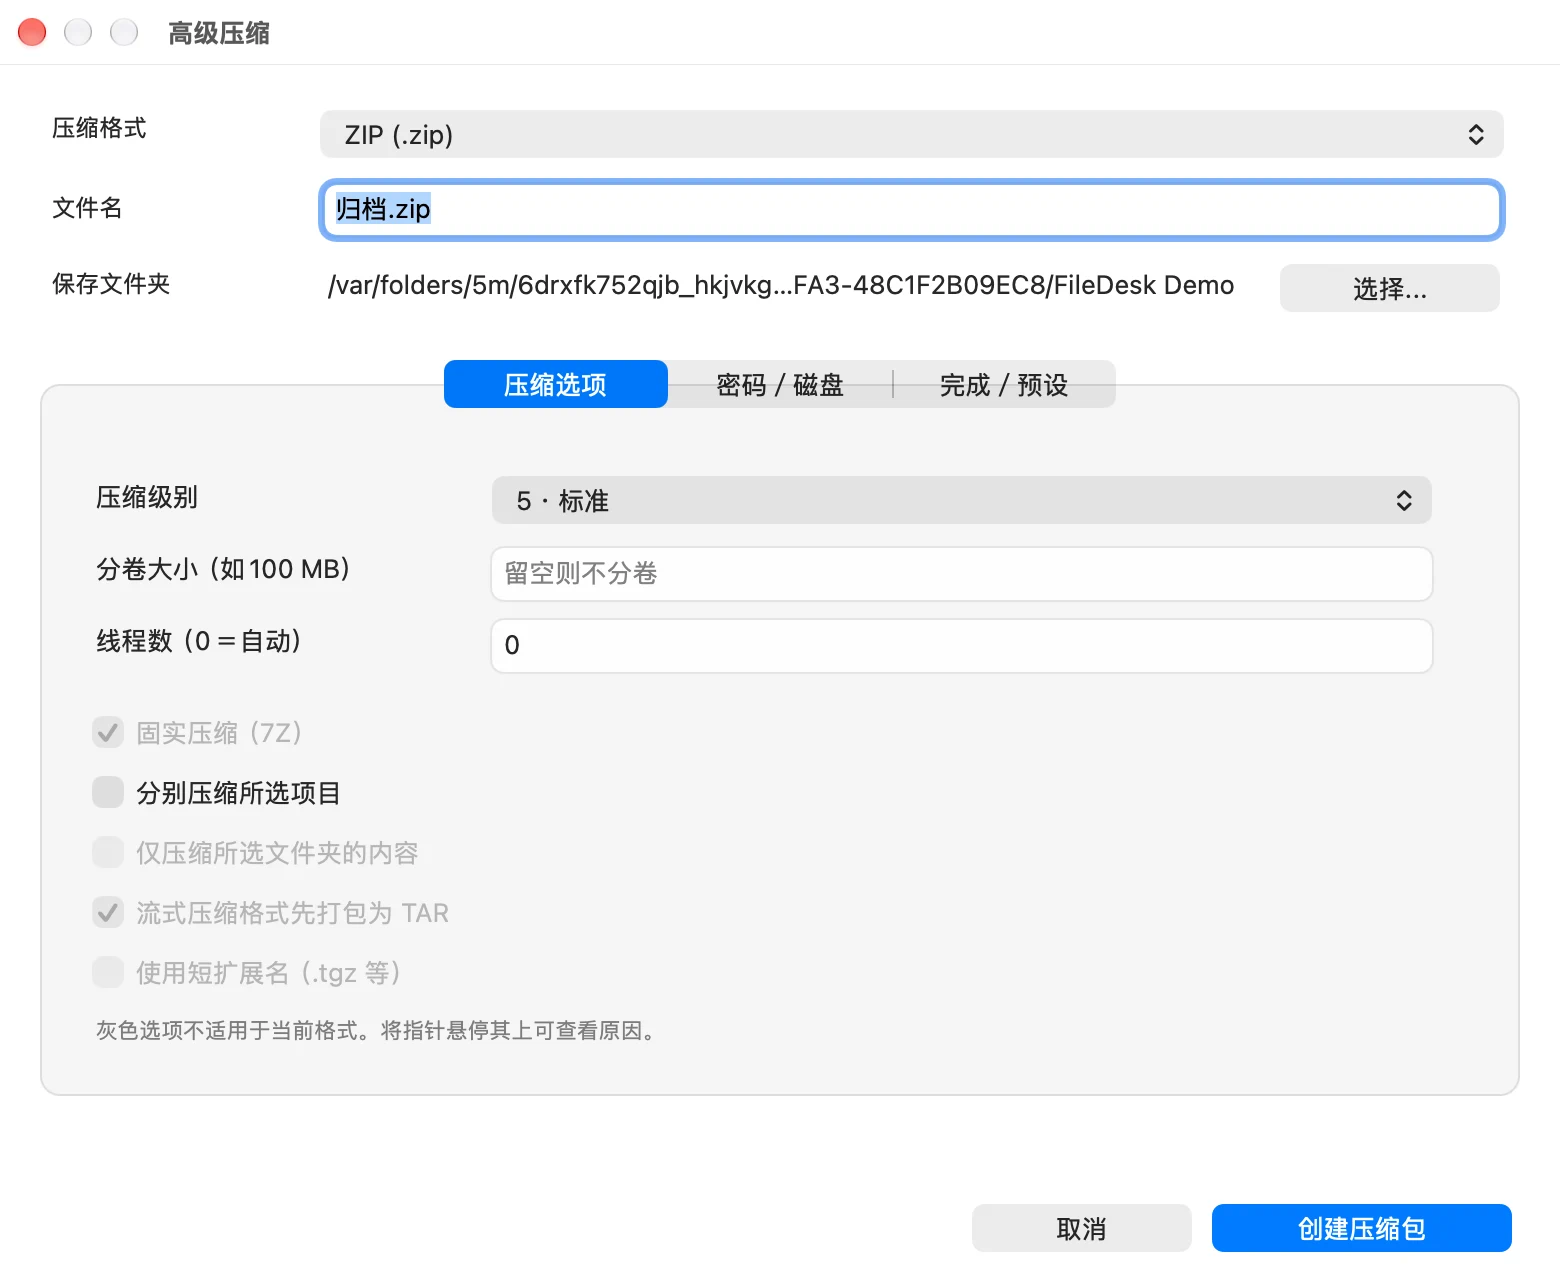 高级压缩
压缩格式
ZIP (.zip)
文件名
归档.zip
保存文件夹
/var/folders/5m/6drxfk752qjb_hkjvkg...FA3-48C1F2B09EC8/FileDesk Demo
选择...
压缩选项
密码 / 磁盘
完成 / 预设
压缩级别
5 · 标准
分卷大小（如 100 MB）
留空则不分卷
线程数（0 = 自动）
0
固实压缩（7Z）
分别压缩所选项目
仅压缩所选文件夹的内容
流式压缩格式先打包为 TAR
使用短扩展名（.tgz 等）
灰色选项不适用于当前格式。将指针悬停其上可查看原因。
取消
创建压缩包